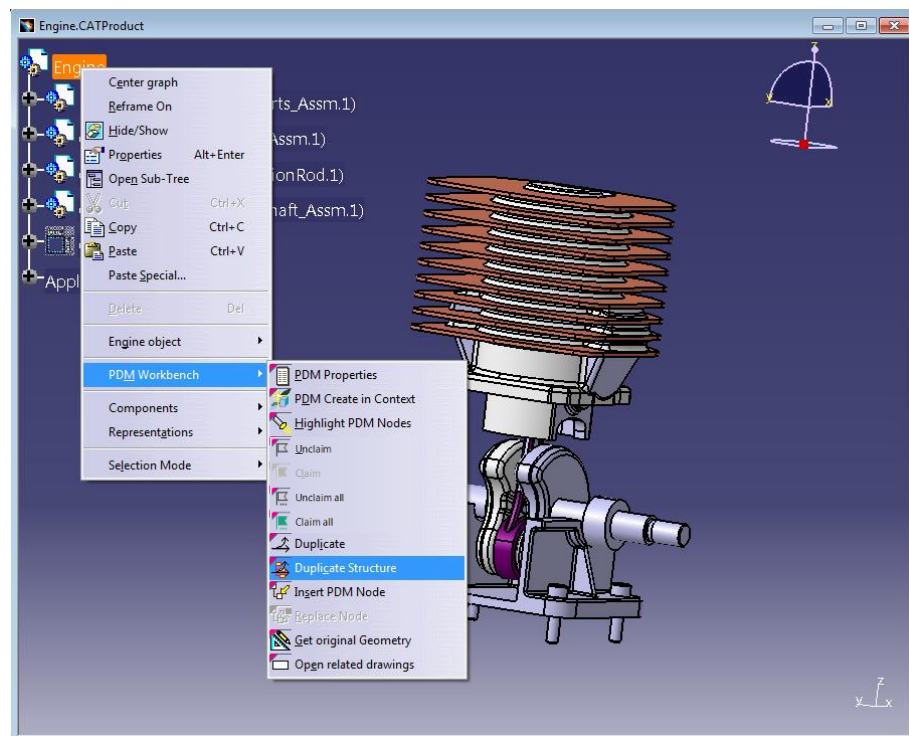 Engine.CATProduct
Engine
rts_Assm.1)
Assm.1)
ionRod.1)
haft_Assm.1)
Appl
Center graph
Reframe On
Hide/Show
Properties Alt+Enter
Open Sub-Tree
Cut Ctrl+X
Copy Ctrl+C
Paste Ctrl+V
Paste Special...
Delete Del
Engine object
PDM Workbench
Components
Representations
Selection Mode
PDM Properties
PDM Create in Context
Highlight PDM Nodes
Unclaim
Claim
Unclaim all
Claim all
Duplicate
Duplicate Structure
Insert PDM Node
Replace Node
Get original Geometry
Open related drawings
z
y
x
z
y
x